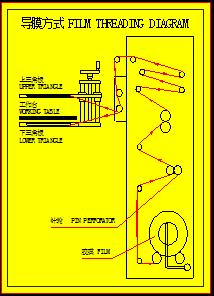 导膜方式 FILM THREADING DIAGRAM
上三角板
UPPER TRIANGLE
工作台
WORKING TABLE
下三角板
LOWER TRIANGLE
针轮 PIN PERFORATOR
胶膜 FILM